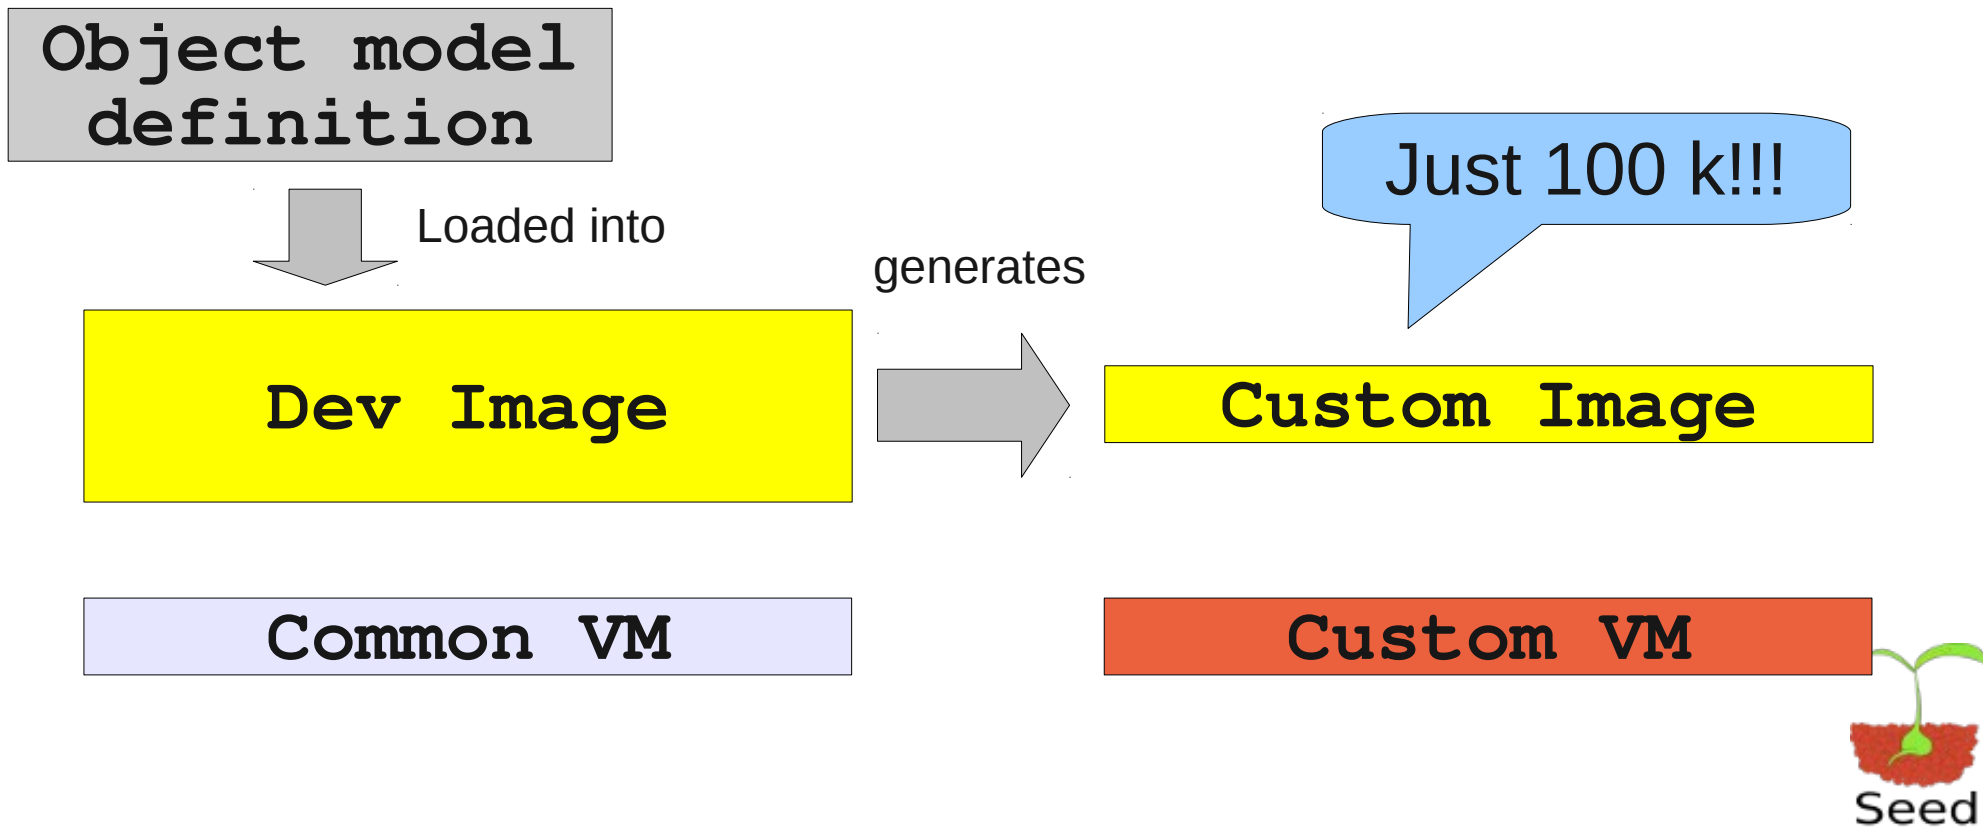 Object model
definition
Loaded into
generates
Just 100 k!!!
Dev Image
Custom Image
Common VM
Custom VM
Seed